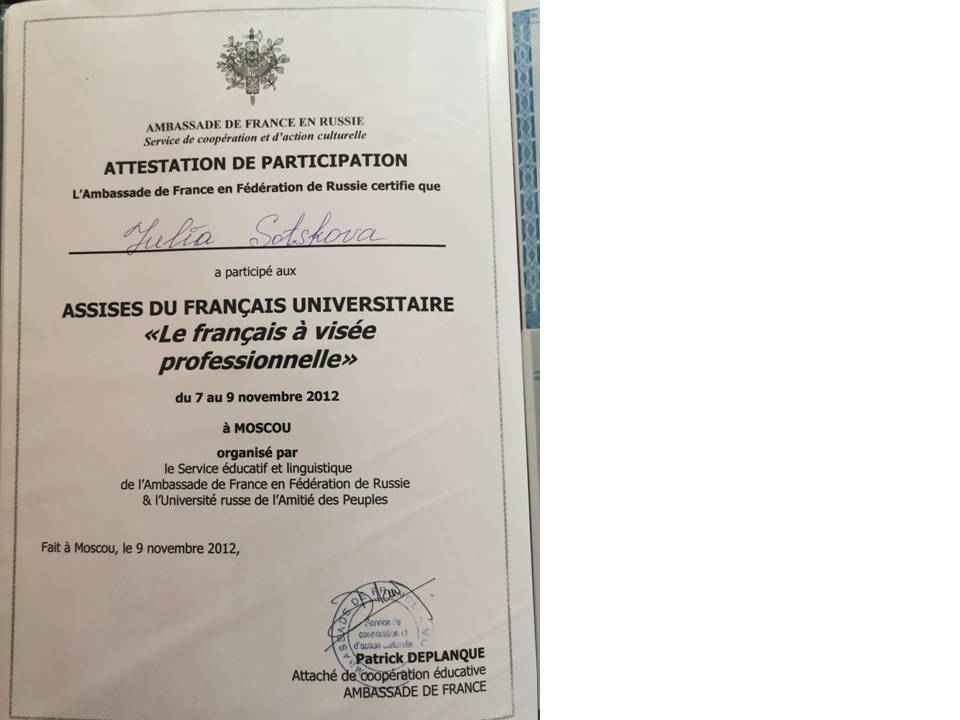 AMBASSADE DE FRANCE EN RUSSIE
Service de coopération et d'action culturelle
ATTESTATION DE PARTICIPATION
L'Ambassade de France en Fédération de Russie certifie que
Julia Sotskova
a participé aux
ASSISES DU FRANÇAIS UNIVERSITAIRE
«Le français à visée
professionnelle»
du 7 au 9 novembre 2012
à MOSCOU
organisé par
le Service éducatif et linguistique
de l'Ambassade de France en Fédération de Russie
& l'Université russe de l'Amitié des Peuples
Fait à Moscou, le 9 novembre 2012,
AMBASSADE DE FRANCE
Service de
coopération et
d'action culturelle
Patrick DEPLANQUE
Attaché de coopération éducative
AMBASSADE DE FRANCE